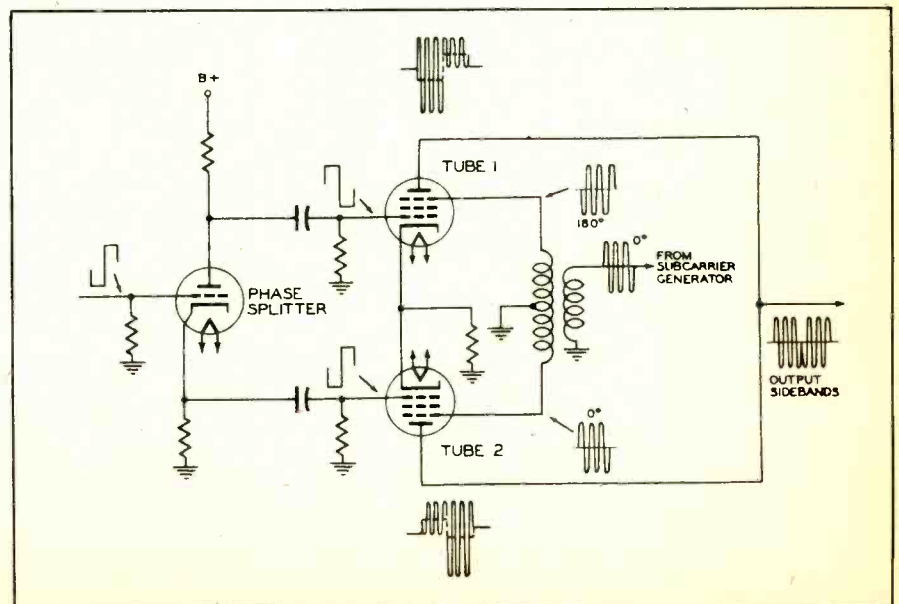 B+
TUBE 1
180°
0°
FROM
SUBCARRIER
GENERATOR
PHASE
SPLITTER
OUTPUT
SIDEBANDS
0°
TUBE 2